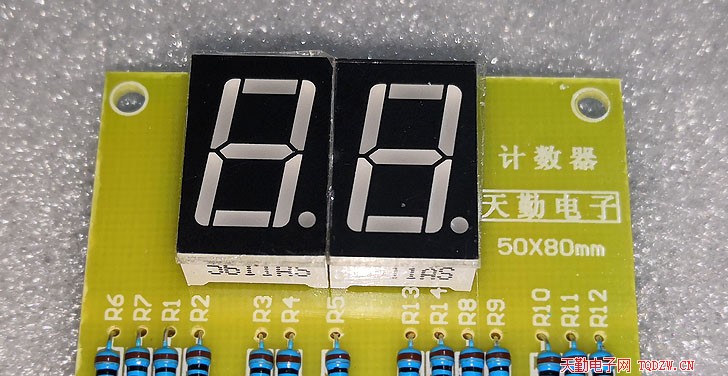 计数器
天勤电子
50X80mm
R6 R7 R1 R2 R3 R4 R5 R13 R14 R8 R9 R10 R11 R12
天勤电子网 TQDZW.CN